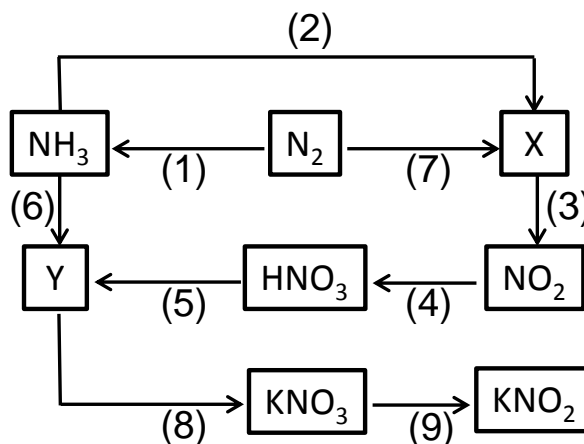 (2)
NH₃ N₂ X
(1) (7)
(6) (3)
Y HNO₃ NO₂
(5) (4)
KNO₃ KNO₂
(8) (9)